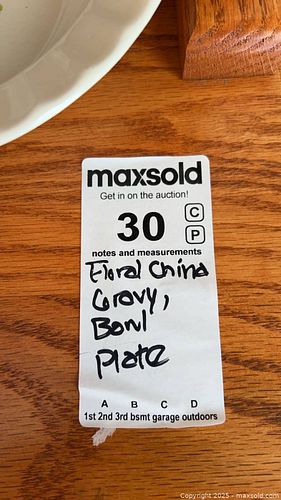 maxsold
Get in on the auction!
30
C
P
notes and measurements
Floral China
Gravy,
Bowl
Plate
A B C D
1st 2nd 3rd bsmt garage outdoors
Copyright 2025 - maxsold.com